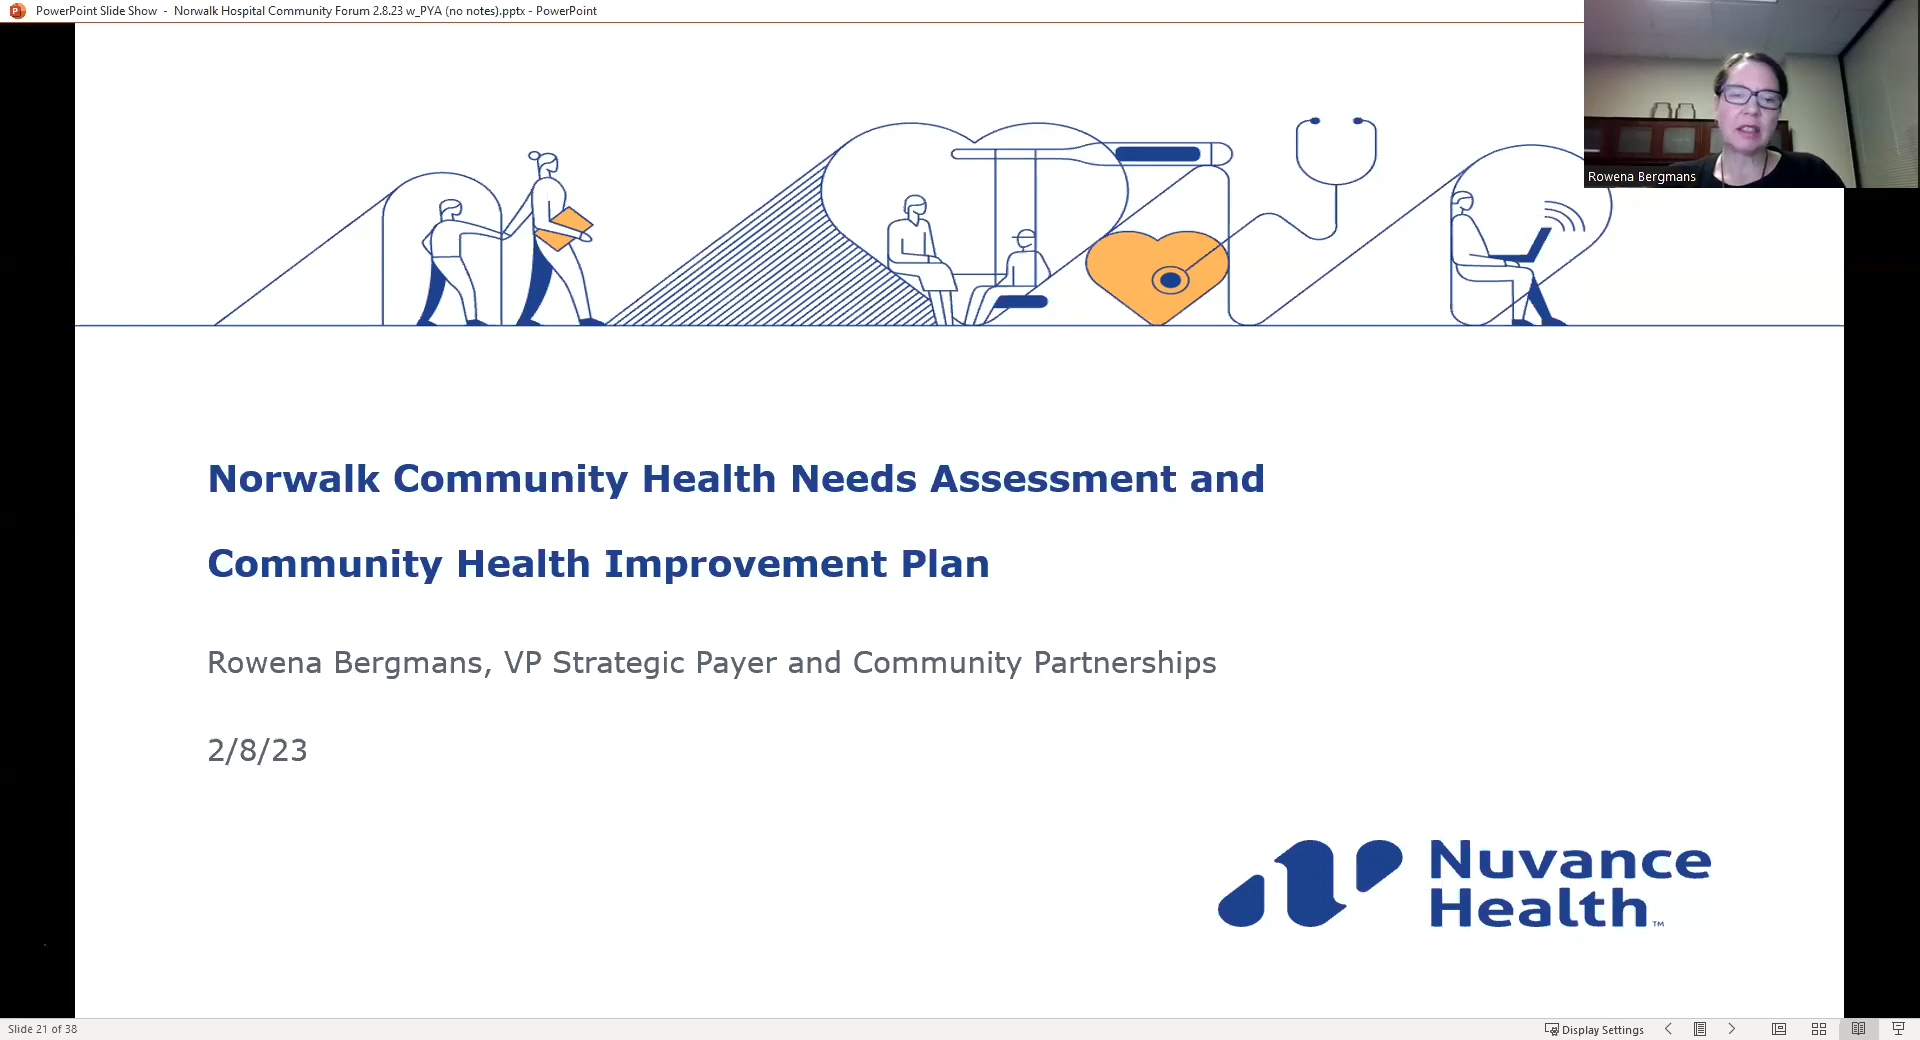 PowerPoint Slide Show - Norwalk Hospital Community Forum 2.8.23 w_PYA (no notes).pptx - PowerPoint
Rowena Bergmans
Norwalk Community Health Needs Assessment and
Community Health Improvement Plan
Rowena Bergmans, VP Strategic Payer and Community Partnerships
2/8/23
Nuvance
Health™
Slide 21 of 38
Display Settings